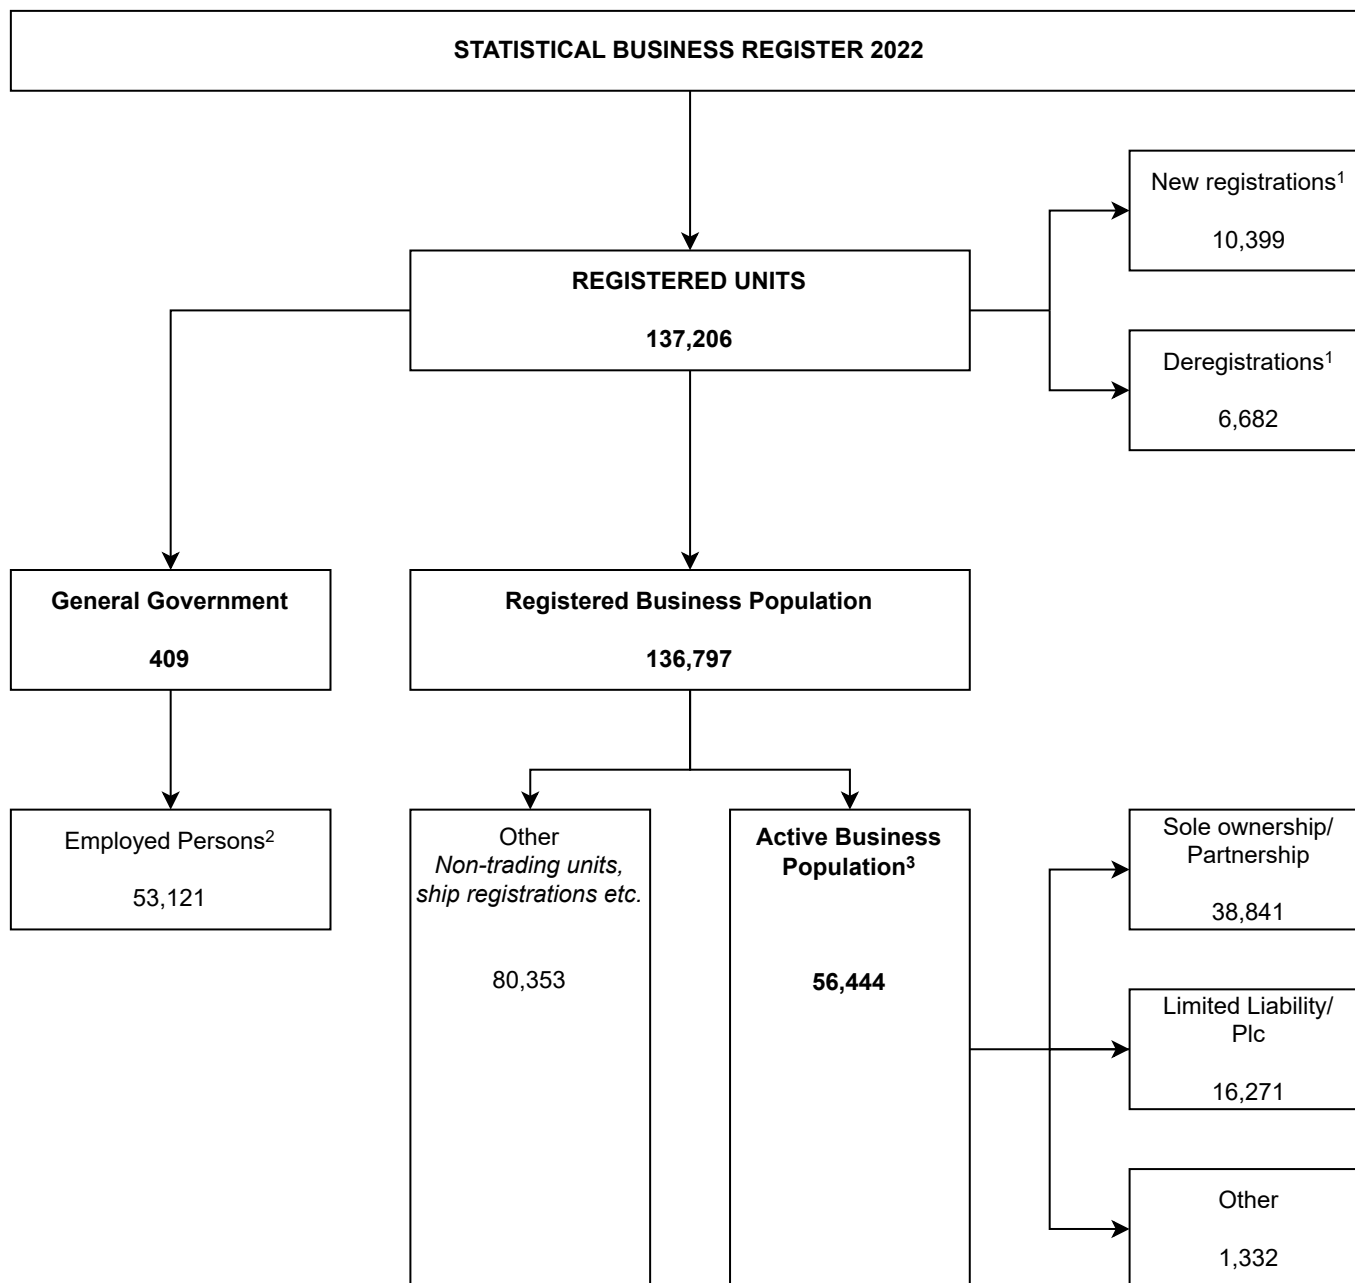 STATISTICAL BUSINESS REGISTER 2022
New registrations¹
10,399
REGISTERED UNITS
137,206
Deregistrations¹
6,682
General Government
409
Registered Business Population
136,797
Employed Persons²
53,121
Other
Non-trading units,
ship registrations etc.
80,353
Active Business
Population³
56,444
Sole ownership/
Partnership
38,841
Limited Liability/
Plc
16,271
Other
1,332